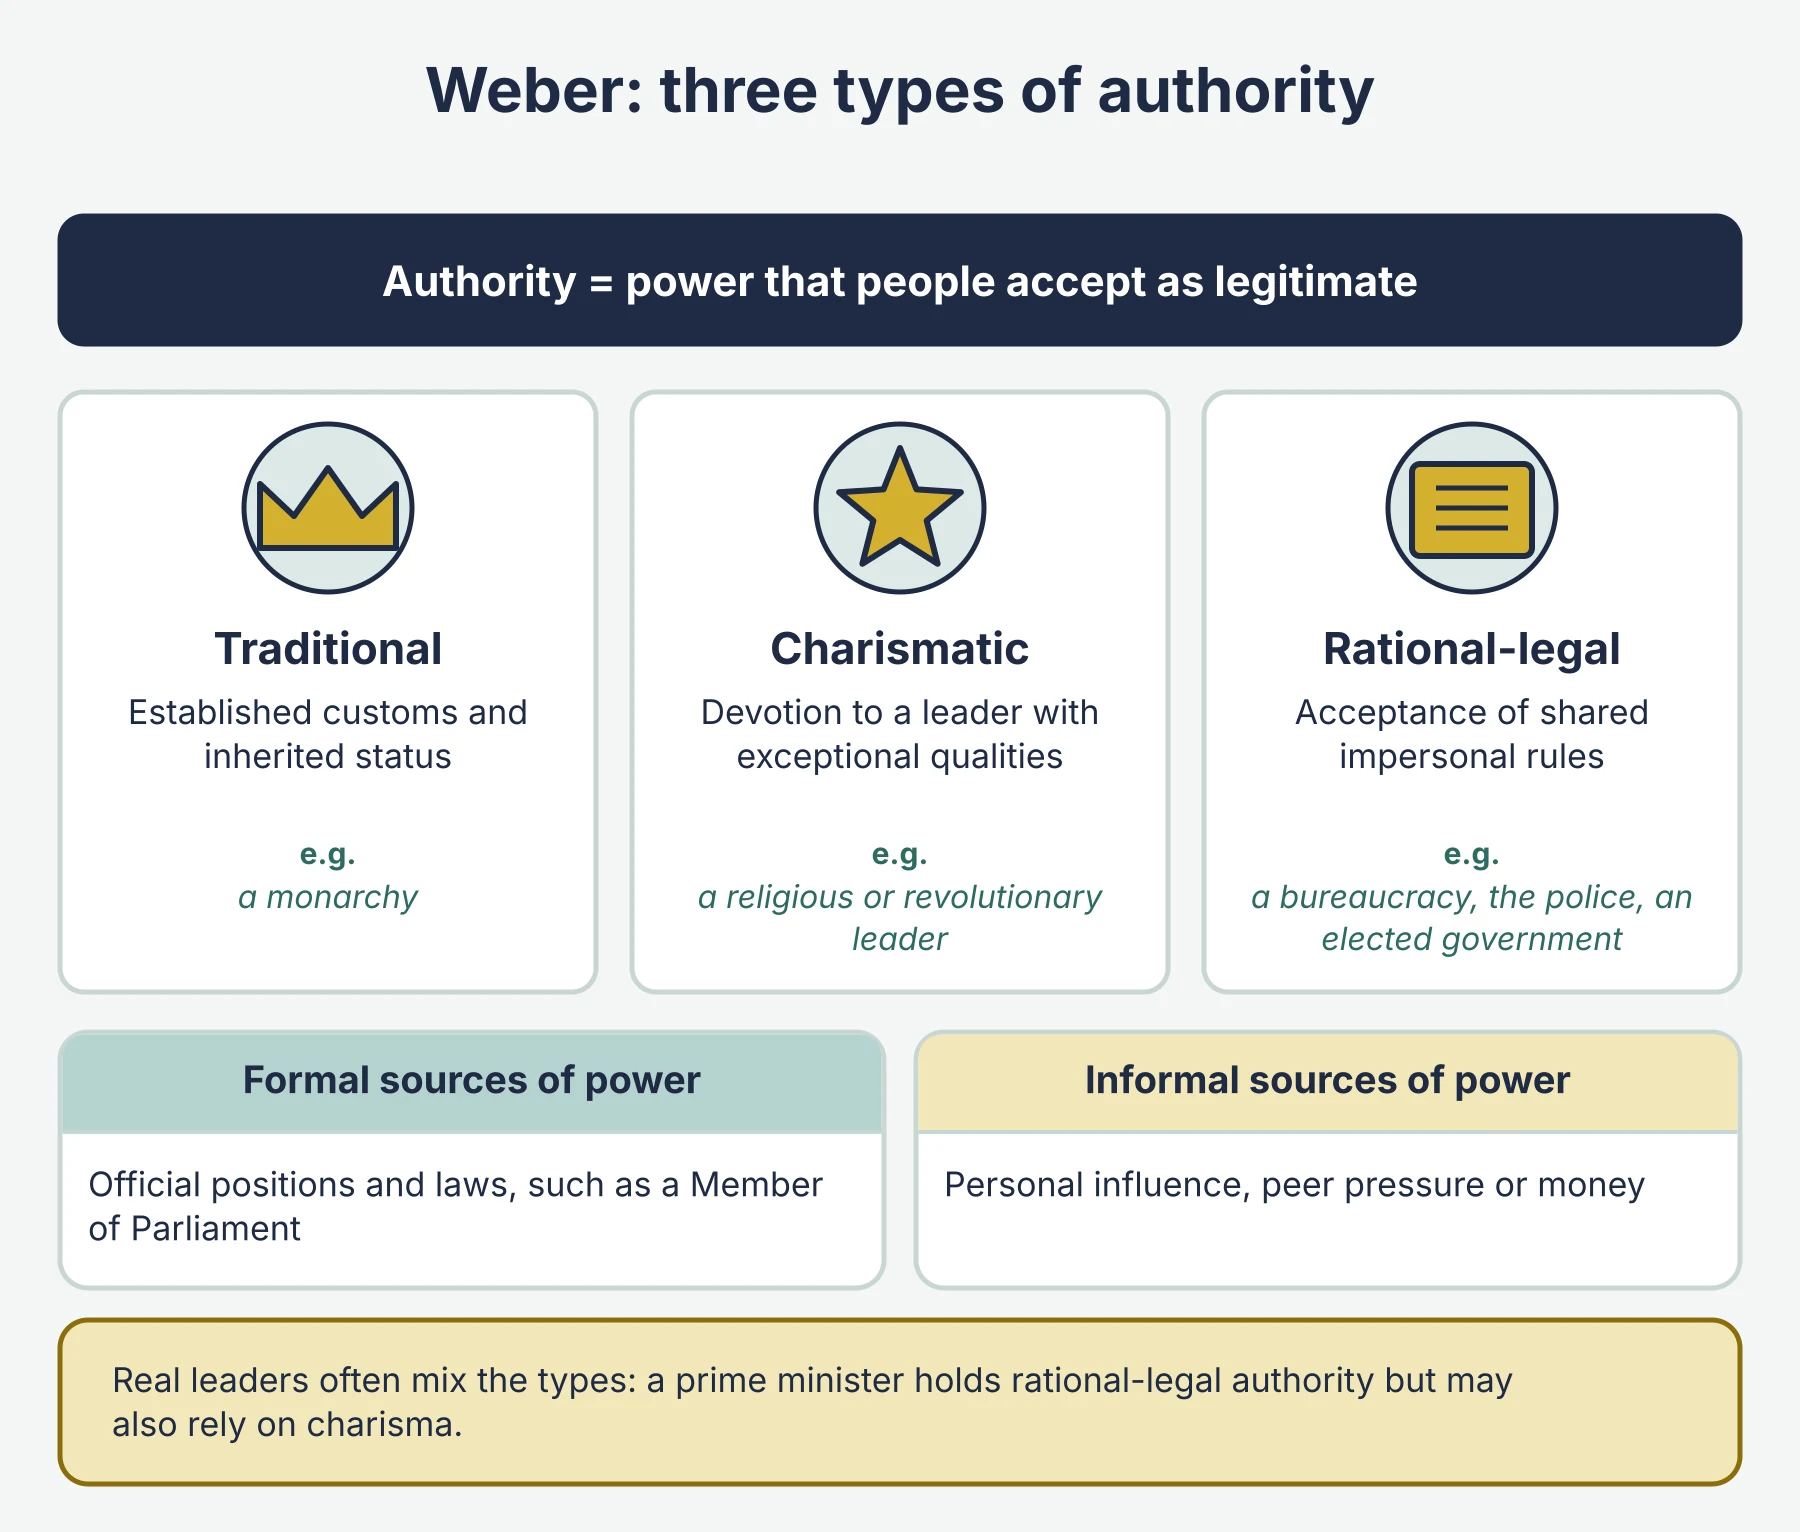 Weber: three types of authority
Authority = power that people accept as legitimate
Traditional
Established customs and
inherited status
e.g.
a monarchy
Charismatic
Devotion to a leader with
exceptional qualities
e.g.
a religious or revolutionary
leader
Rational-legal
Acceptance of shared
impersonal rules
e.g.
a bureaucracy, the police, an
elected government
Formal sources of power
Official positions and laws, such as a Member
of Parliament
Informal sources of power
Personal influence, peer pressure or money
Real leaders often mix the types: a prime minister holds rational-legal authority but may
also rely on charisma.